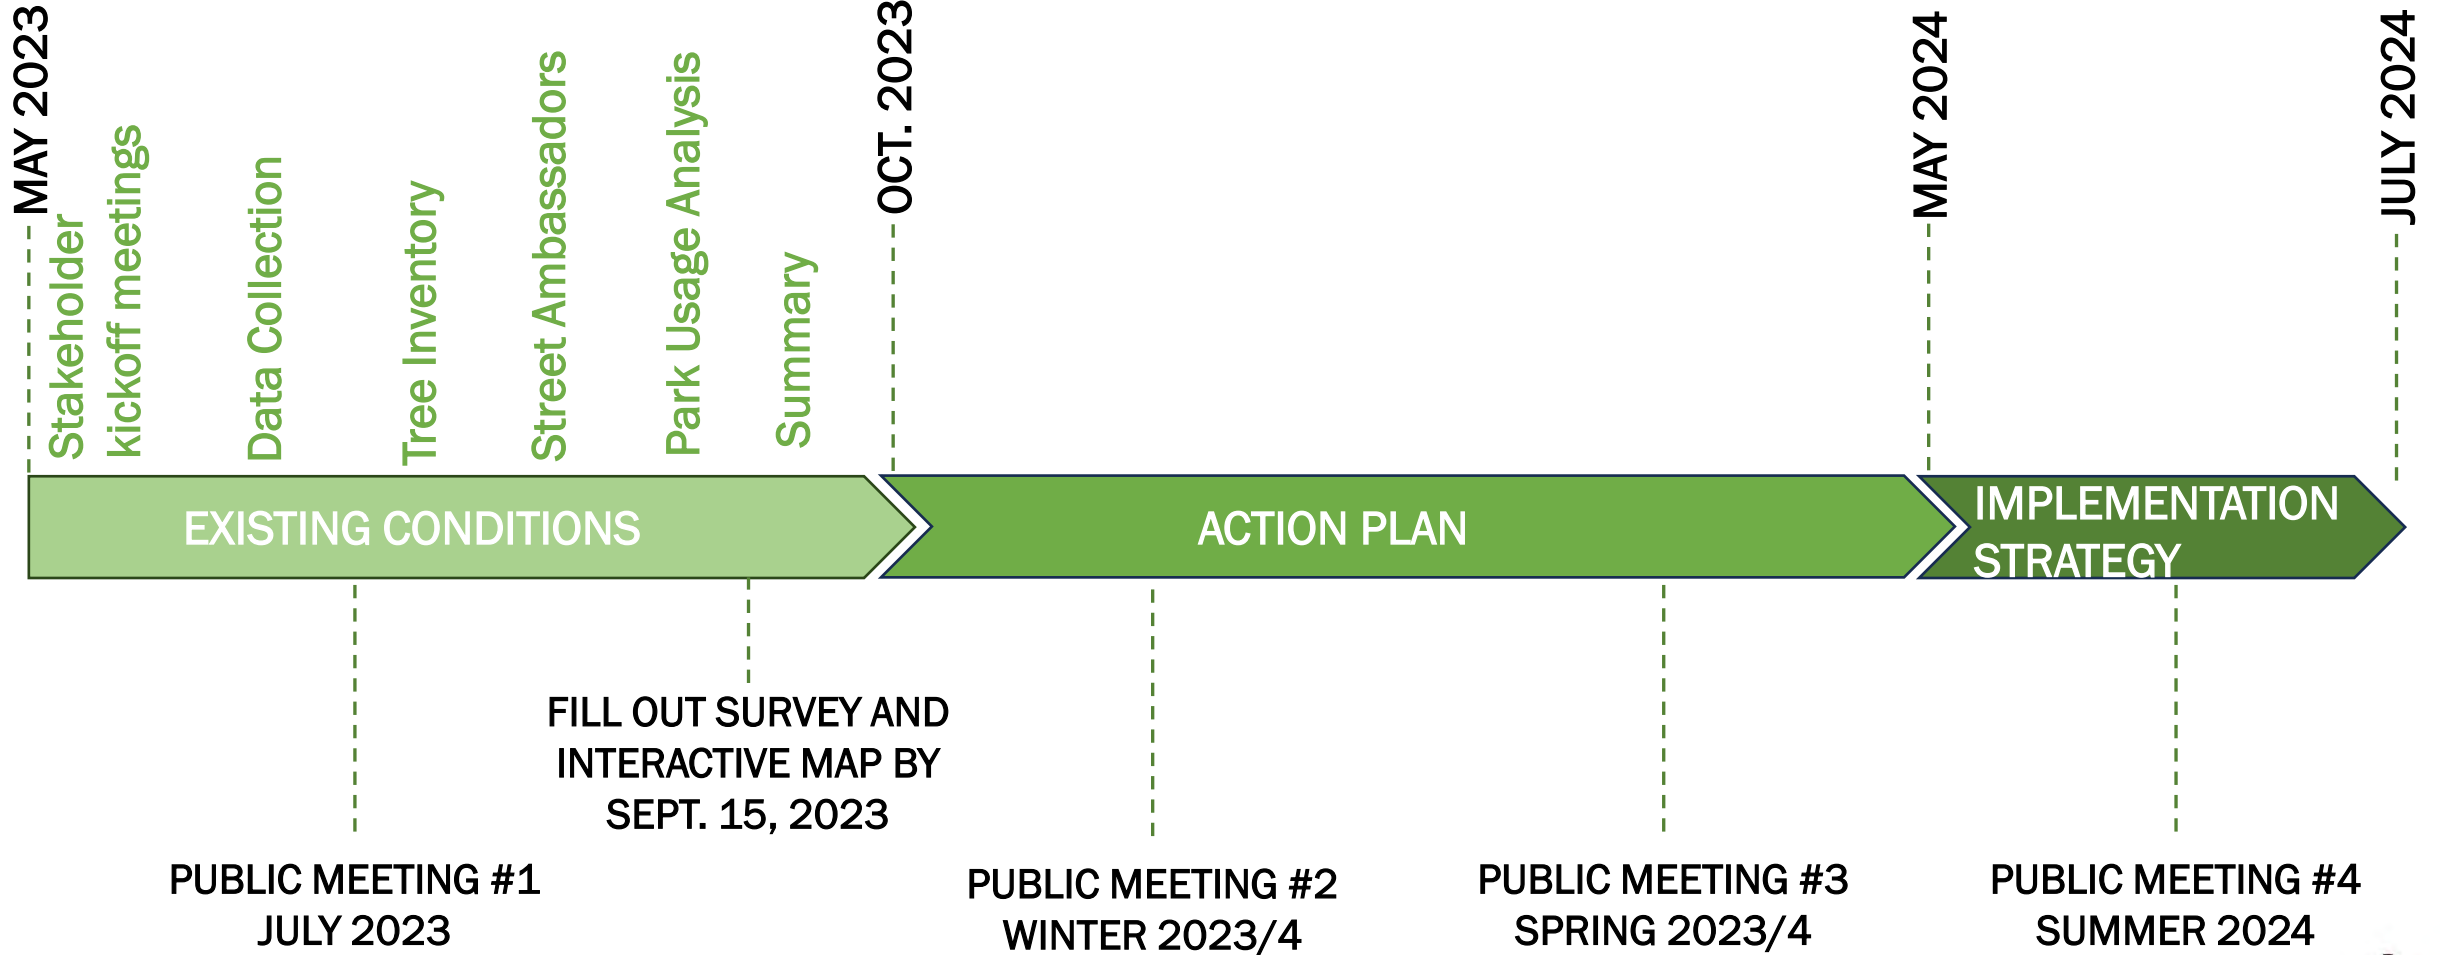 MAY 2023
Stakeholder
kickoff meetings
Data Collection
Tree Inventory
Street Ambassadors
Park Usage Analysis
Summary
OCT. 2023
MAY 2024
JULY 2024
EXISTING CONDITIONS
ACTION PLAN
IMPLEMENTATION
STRATEGY
FILL OUT SURVEY AND
INTERACTIVE MAP BY
SEPT. 15, 2023
PUBLIC MEETING #1
JULY 2023
PUBLIC MEETING #2
WINTER 2023/4
PUBLIC MEETING #3
SPRING 2023/4
PUBLIC MEETING #4
SUMMER 2024